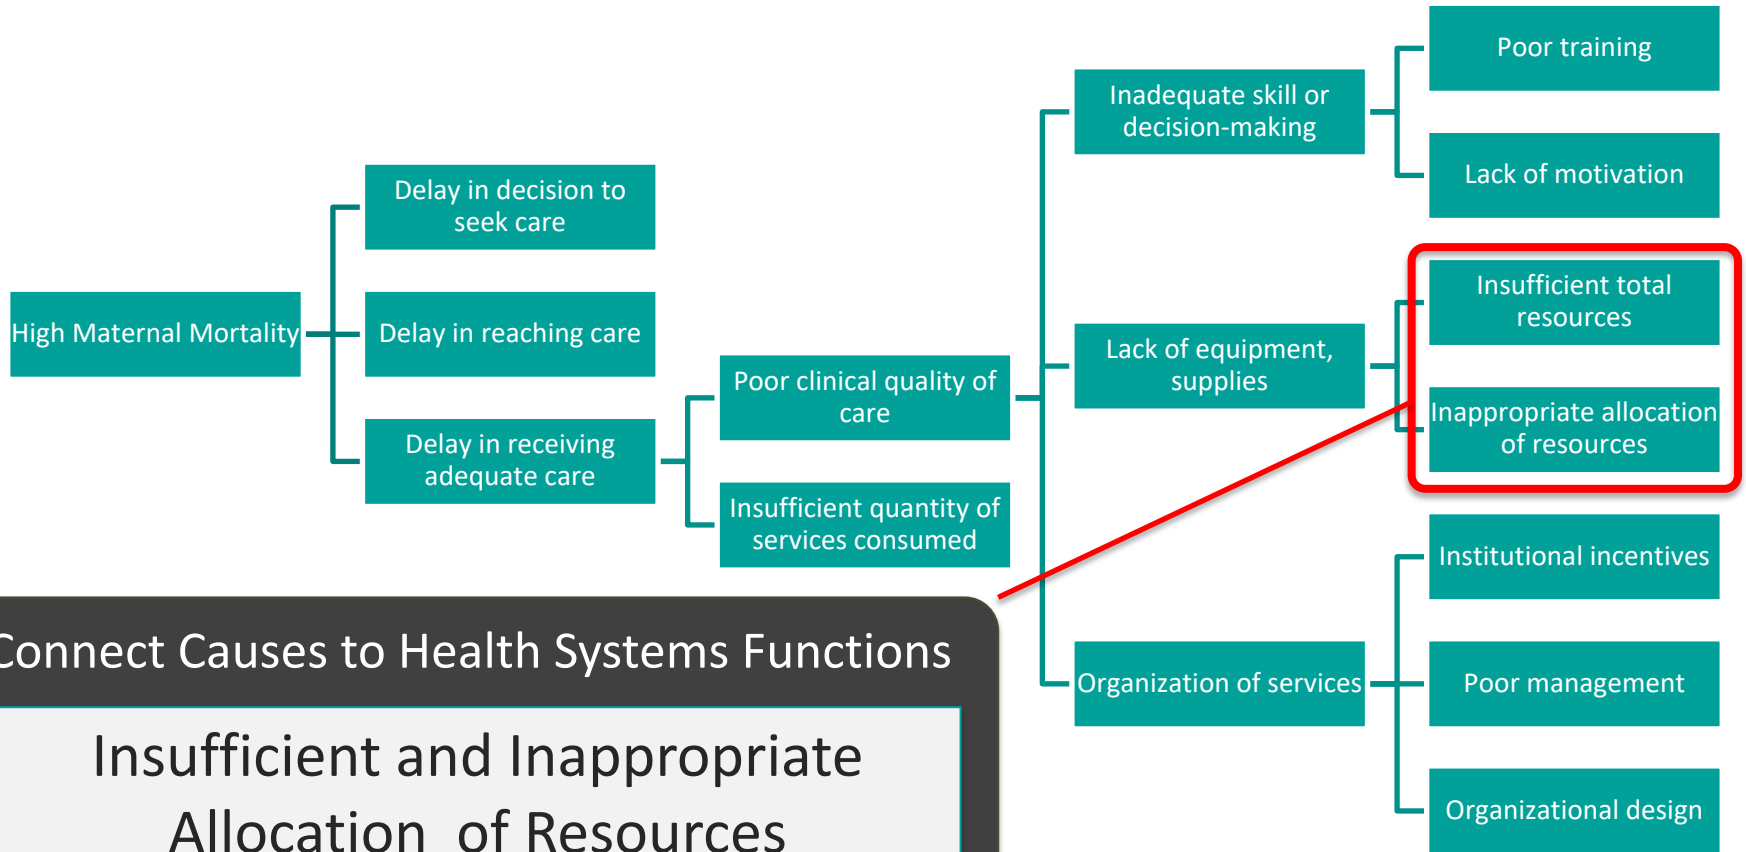 High Maternal Mortality
Delay in decision to
seek care
Delay in reaching care
Delay in receiving
adequate care
Poor clinical quality of
care
Insufficient quantity of
services consumed
Inadequate skill or
decision-making
Lack of equipment,
supplies
Organization of services
Poor training
Lack of motivation
Insufficient total
resources
Inappropriate allocation
of resources
Institutional incentives
Poor management
Organizational design
Connect Causes to Health Systems Functions
Insufficient and Inappropriate
Allocation of Resources